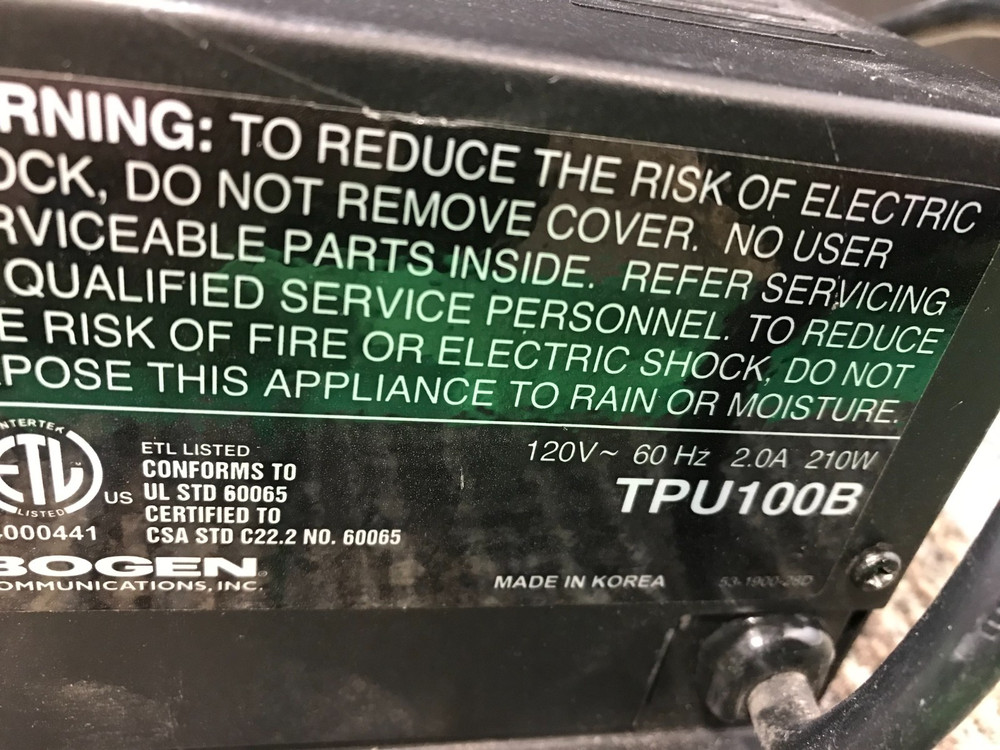 RNING: TO REDUCE THE RISK OF ELECTRIC
OCK, DO NOT REMOVE COVER. NO USER
RVICEABLE PARTS INSIDE. REFER SERVICING
QUALIFIED SERVICE PERSONNEL. TO REDUCE
E RISK OF FIRE OR ELECTRIC SHOCK, DO NOT
POSE THIS APPLIANCE TO RAIN OR MOISTURE.
120V~ 60 Hz 2.0A 210W
TPU100B
INTERTEK
ETL
LISTED
US
000441
ETL LISTED
CONFORMS TO
UL STD 60065
CERTIFIED TO
CSA STD C22.2 NO. 60065
BOGEN
OMMUNICATIONS, INC.
MADE IN KOREA